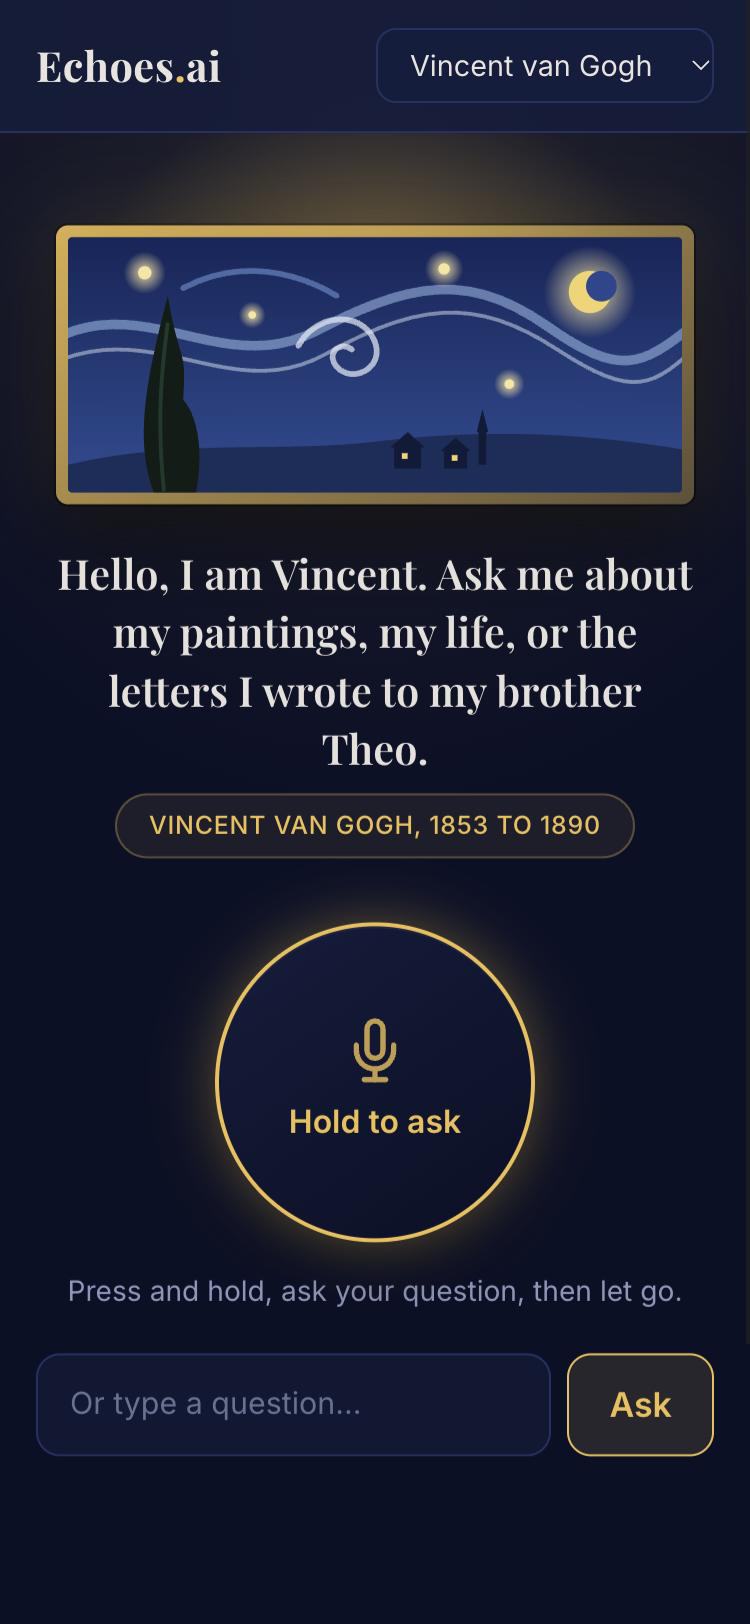 Echoes.ai
Vincent van Gogh
Hello, I am Vincent. Ask me about
my paintings, my life, or the
letters I wrote to my brother
Theo.
VINCENT VAN GOGH, 1853 TO 1890
Hold to ask
Press and hold, ask your question, then let go.
Or type a question...
Ask